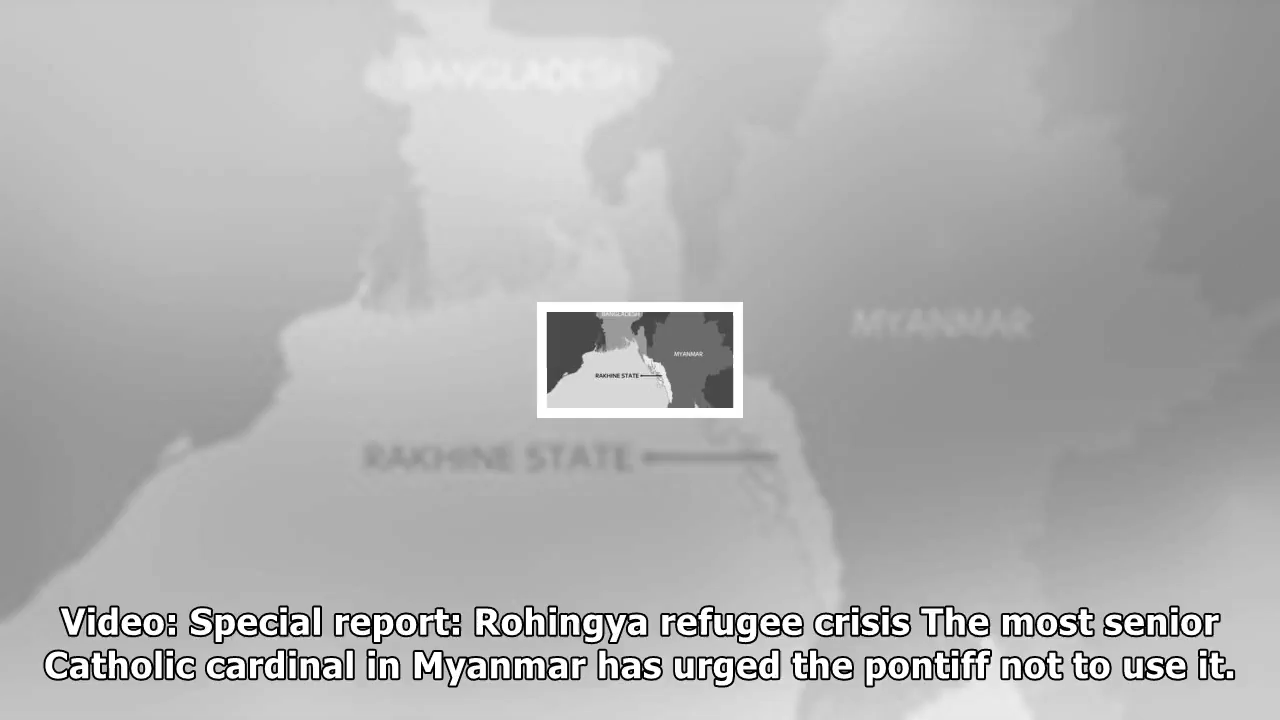 BANGLADESH
MYANMAR
RAKHINE STATE
BANGLADESH
MYANMAR
RAKHINE STATE
Video: Special report: Rohingya refugee crisis The most senior
Catholic cardinal in Myanmar has urged the pontiff not to use it.